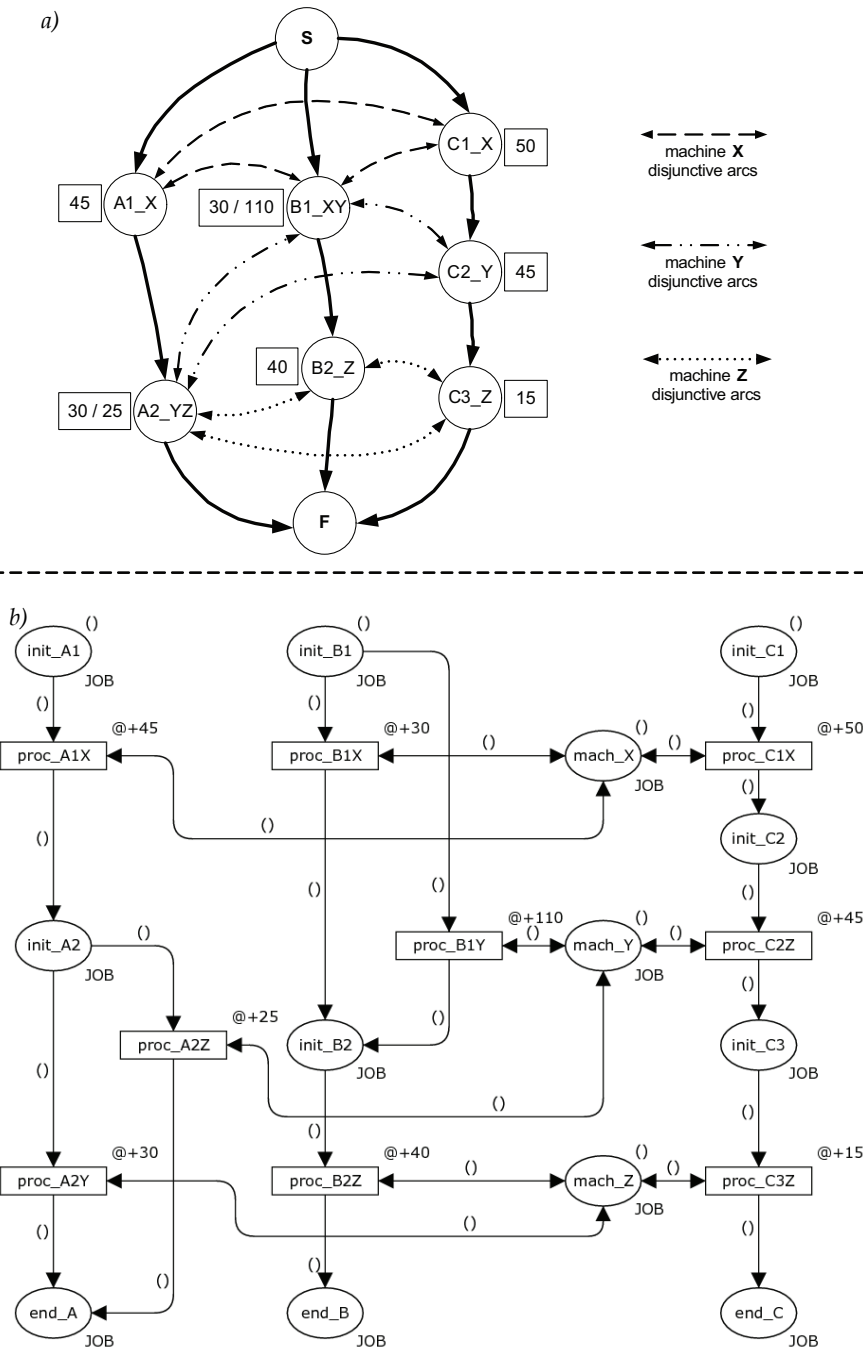 a)
S
C1_X
50
machine X
disjunctive arcs
45
A1_X
30 / 110
B1_XY
C2_Y
45
machine Y
disjunctive arcs
40
B2_Z
C3_Z
15
machine Z
disjunctive arcs
30 / 25
A2_YZ
F
b)
init_A1
()
JOB
init_B1
()
JOB
init_C1
()
JOB
()
()
()
@+45
proc_A1X
@+30
proc_B1X
()
()
mach_X
JOB
()
@+50
proc_C1X
()
()
init_C2
JOB
()
()
()
()
init_A2
JOB
()
@+110
proc_B1Y
()
()
mach_Y
JOB
()
@+45
proc_C2Z
()
@+25
proc_A2Z
()
init_B2
JOB
init_C3
JOB
()
()
()
()
@+30
proc_A2Y
@+40
proc_B2Z
()
()
mach_Z
JOB
()
@+15
proc_C3Z
()
()
()
()
()
end_A
JOB
end_B
JOB
end_C
JOB